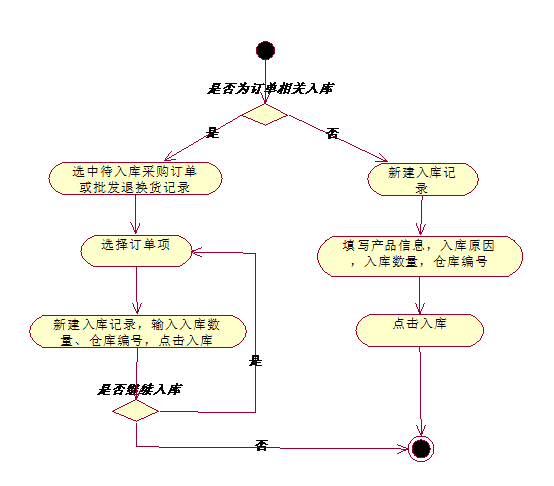 是否为订单相关入库
是
否
选中待入库采购订单
或批发退换货记录
新建入库记
录
选择订单项
填写产品信息，入库原因
，入库数量，仓库编号
新建入库记录，输入入库数
量、仓库编号，点击入库
点击入库
是
是否继续入库
否